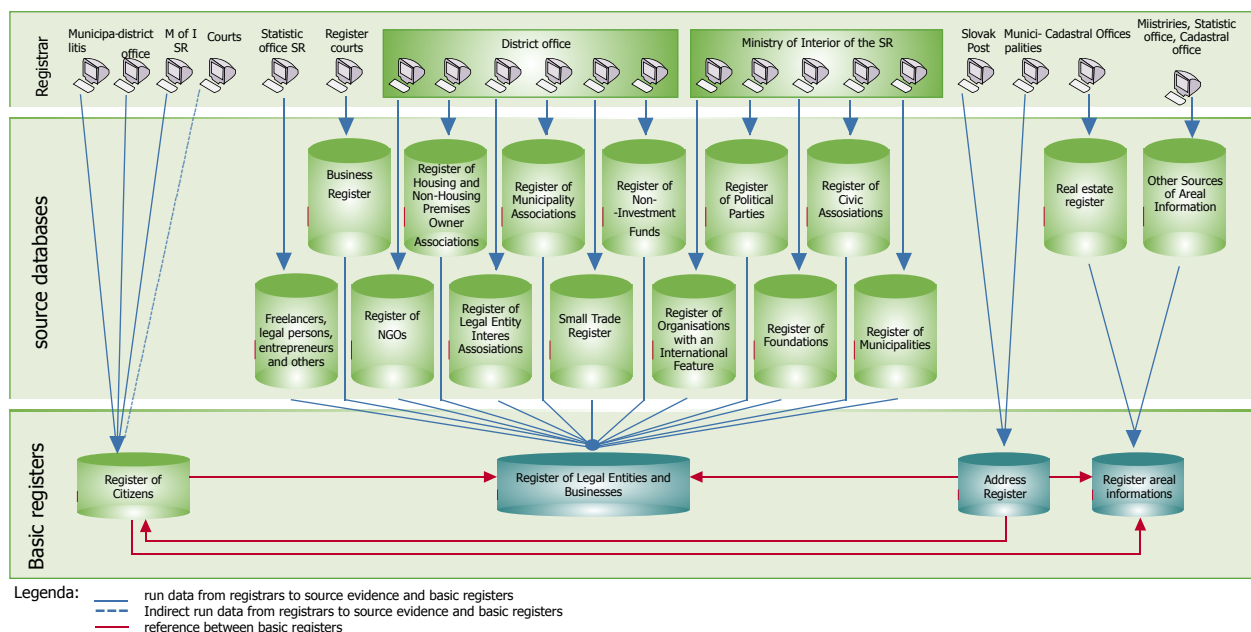 Registrar
Municipa-
litis
district
office
M of I
SR
Courts
Statistic
office SR
Register
courts
District office
Ministry of Interior of the SR
Slovak
Post
Munici-
palities
Cadastral Offices
Miistriries, Statistic
office, Cadastral
office
source databases
Business
Register
Register of
Housing and
Non-Housing
Premises
Owner
Associations
Register of
Municipality
Associations
Register of
Non-
-Investment
Funds
Register
of Political
Parties
Register of
Civic
Assosiations
Real estate
register
Other Sources
of Areal
Information
Freelancers,
legal persons,
entrepreneurs
and others
Register of
NGOs
Register of
Legal Entity
Interes
Assosiations
Small Trade
Register
Register of
Organisations
with an
International
Feature
Register of
Foundations
Register of
Municipalities
Basic registers
Register of
Citizens
Register of Legal Entities and
Businesses
Address
Register
Register areal
informations
Legenda:
run data from registrars to source evidence and basic registers
Indirect run data from registrars to source evidence and basic registers
reference between basic registers